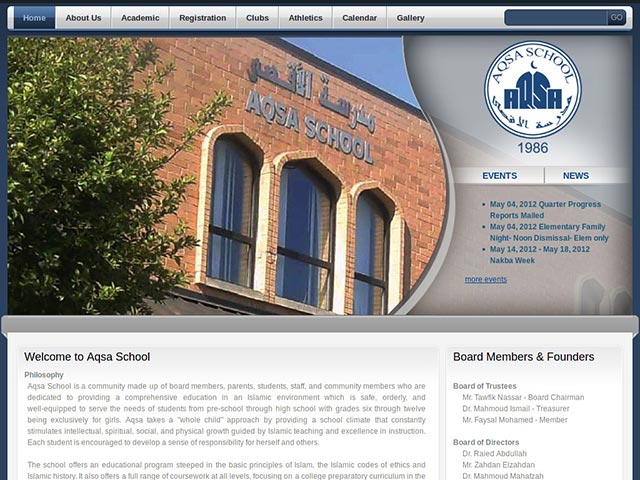 Home About Us Academic Registration Clubs Athletics Calendar Gallery GO
مدرسة الأقصى
AQSA SCHOOL
AQSA SCHOOL
AQSA
مدرسة الاقصى
1986
EVENTS NEWS
May 04, 2012 Quarter Progress
Reports Mailed
May 04, 2012 Elementary Family
Night- Noon Dismissal- Elem only
May 14, 2012 - May 18, 2012
Nakba Week
more events
Welcome to Aqsa School
Philosophy
Aqsa School is a community made up of board members, parents, students, staff, and community members who are
dedicated to providing a comprehensive education in an Islamic environment which is safe, orderly, and
well-equipped to serve the needs of students from pre-school through high school with grades six through twelve
being exclusively for girls. Aqsa takes a "whole child" approach by providing a school climate that constantly
stimulates intellectual, spiritual, social, and physical growth guided by Islamic teaching and excellence in instruction.
Each student is encouraged to develop a sense of responsibility for herself and others.
The school offers an educational program steeped in the basic principles of Islam, the Islamic codes of ethics and
Islamic history. It also offers a full range of coursework at all levels, focusing on a college preparatory curriculum in the
Board Members & Founders
Board of Trustees
Mr. Tawfik Nassar - Board Chairman
Dr. Mahmoud Ismail - Treasurer
Mr. Faysal Mohamed - Member
Board of Directors
Dr. Raied Abdullah
Mr. Zahdan Elzahdan
Dr. Mahmoud Mahafzah